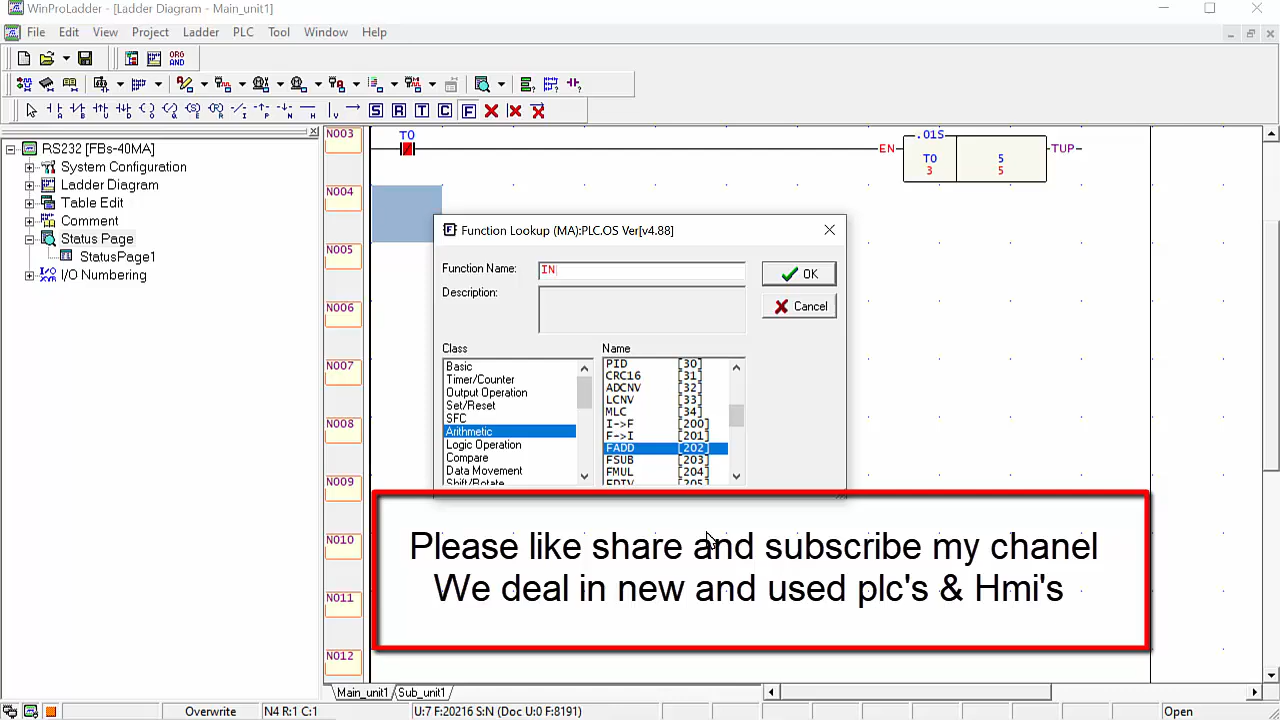 WinProLadder - [Ladder Diagram - Main_unit1]
File Edit View Project Ladder PLC Tool Window Help
ORG AND
S R T C F
RS232 [FBs-40MA]
System Configuration
Ladder Diagram
Table Edit
Comment
Status Page
StatusPage1
I/O Numbering
N003
N004
N005
N006
N007
N008
N009
N010
N011
N012
T0
EN
.01S
T0 5
3 5
TUP
Function Lookup (MA):PLC.OS Ver[v4.88]
Function Name: IN
OK
Description:
Cancel
Class
Basic
Timer/Counter
Output Operation
Set/Reset
SFC
Arithmetic
Logic Operation
Compare
Data Movement
Shift/Rotate
Name
PID [30]
CRC16 [31]
ADCNV [32]
LCNV [33]
MLC [34]
I->F [200]
F->I [201]
FADD [202]
FSUB [203]
FMUL [204]
FDIV [205]
Please like share and subscribe my chanel
We deal in new and used plc's & Hmi's
Main_unit1 Sub_unit1
Overwrite N4 R:1 C:1 U:7 F:20216 S:N (Doc U:0 F:8191) Open